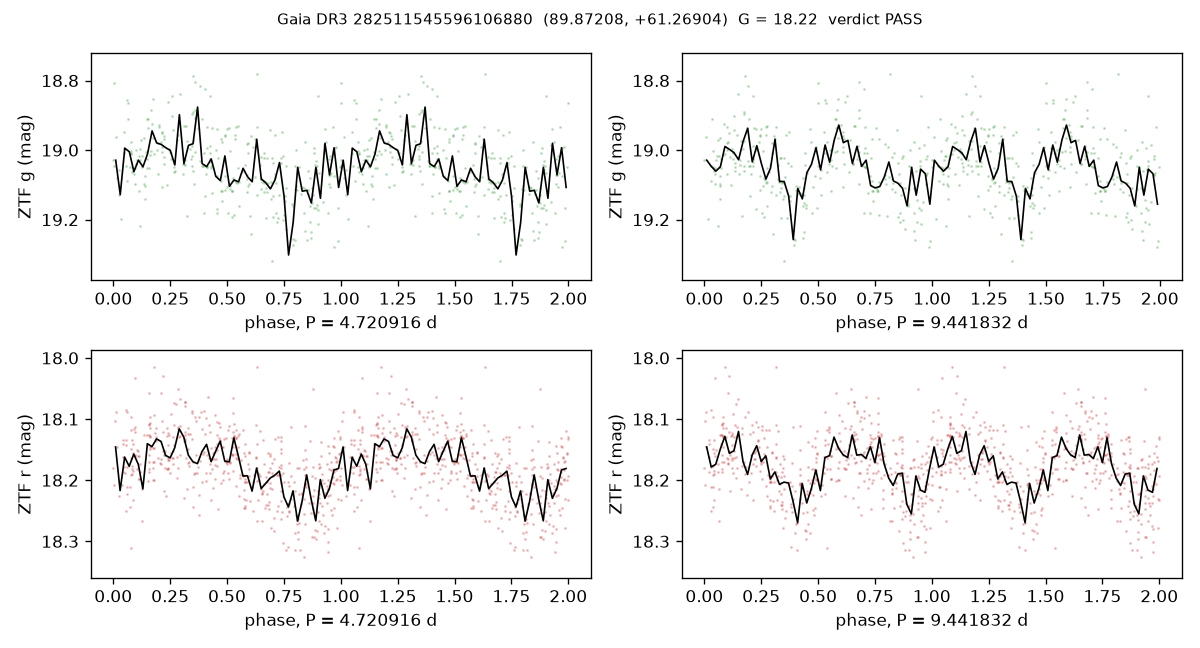 Gaia DR3 282511545596106880 (89.87208, +61.26904) G = 18.22 verdict PASS
ZTF g (mag)
18.8
19.0
19.2
0.00 0.25 0.50 0.75 1.00 1.25 1.50 1.75 2.00
phase, P = 4.720916 d
ZTF g (mag)
18.8
19.0
19.2
0.00 0.25 0.50 0.75 1.00 1.25 1.50 1.75 2.00
phase, P = 9.441832 d
ZTF r (mag)
18.0
18.1
18.2
18.3
0.00 0.25 0.50 0.75 1.00 1.25 1.50 1.75 2.00
phase, P = 4.720916 d
ZTF r (mag)
18.0
18.1
18.2
18.3
0.00 0.25 0.50 0.75 1.00 1.25 1.50 1.75 2.00
phase, P = 9.441832 d